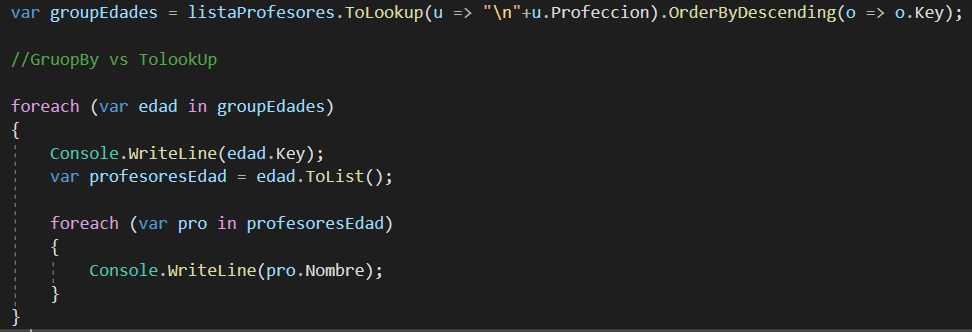 var groupEdades = listaProfesores.ToLookup(u => "\n"+u.Profeccion).OrderByDescending(o => o.Key);
//GruopBy vs TolookUp
foreach (var edad in groupEdades)
{
Console.WriteLine(edad.Key);
var profesoresEdad = edad.ToList();
foreach (var pro in profesoresEdad)
{
Console.WriteLine(pro.Nombre);
}
}